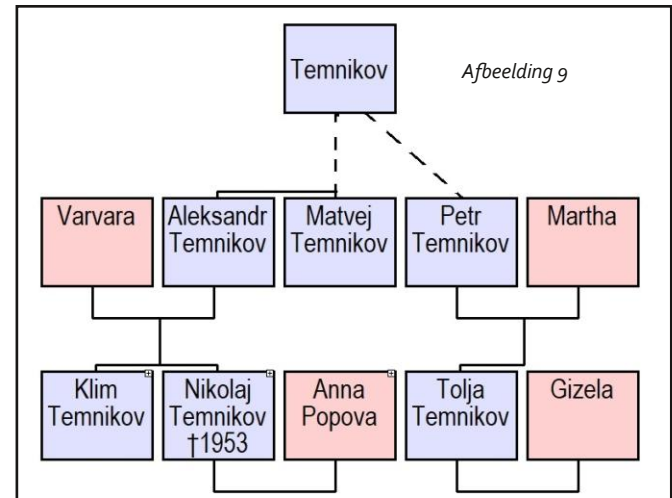 Temnikov
Afbeelding 9
Varvara
Aleksandr
Temnikov
Matvej
Temnikov
Petr
Temnikov
Martha
Klim
Temnikov
Nikolaj
Temnikov
†1953
Anna
Popova
Tolja
Temnikov
Gizela